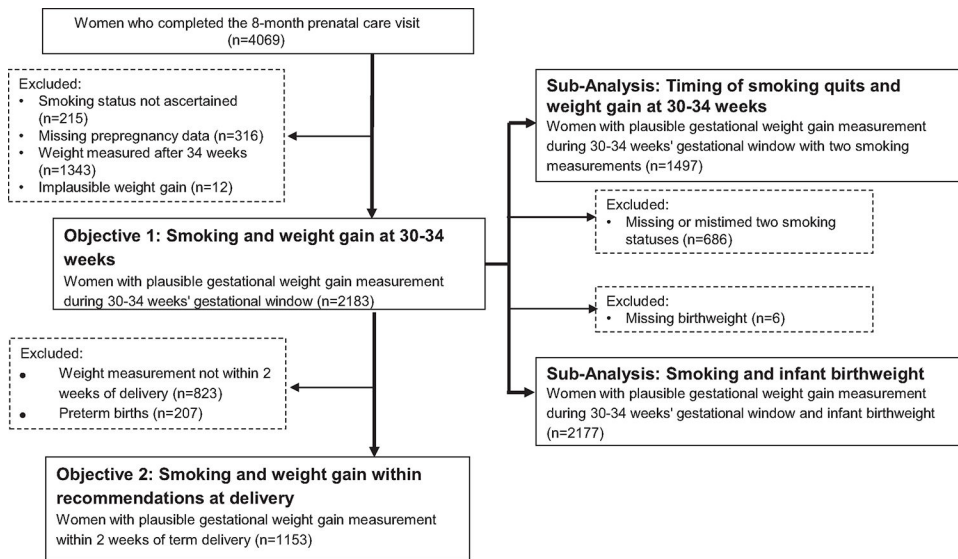 Women who completed the 8-month prenatal care visit
(n=4069)
Excluded:
• Smoking status not ascertained
(n=215)
• Missing prepregnancy data (n=316)
• Weight measured after 34 weeks
(n=1343)
• Implausible weight gain (n=12)
Objective 1: Smoking and weight gain at 30-34
weeks
Women with plausible gestational weight gain measurement
during 30-34 weeks' gestational window (n=2183)
Excluded:
• Weight measurement not within 2
weeks of delivery (n=823)
• Preterm births (n=207)
Objective 2: Smoking and weight gain within
recommendations at delivery
Women with plausible gestational weight gain measurement
within 2 weeks of term delivery (n=1153)
Sub-Analysis: Timing of smoking quits and
weight gain at 30-34 weeks
Women with plausible gestational weight gain measurement
during 30-34 weeks' gestational window with two smoking
measurements (n=1497)
Excluded:
• Missing or mistimed two smoking
statuses (n=686)
Excluded:
• Missing birthweight (n=6)
Sub-Analysis: Smoking and infant birthweight
Women with plausible gestational weight gain measurement
during 30-34 weeks' gestational window and infant birthweight
(n=2177)